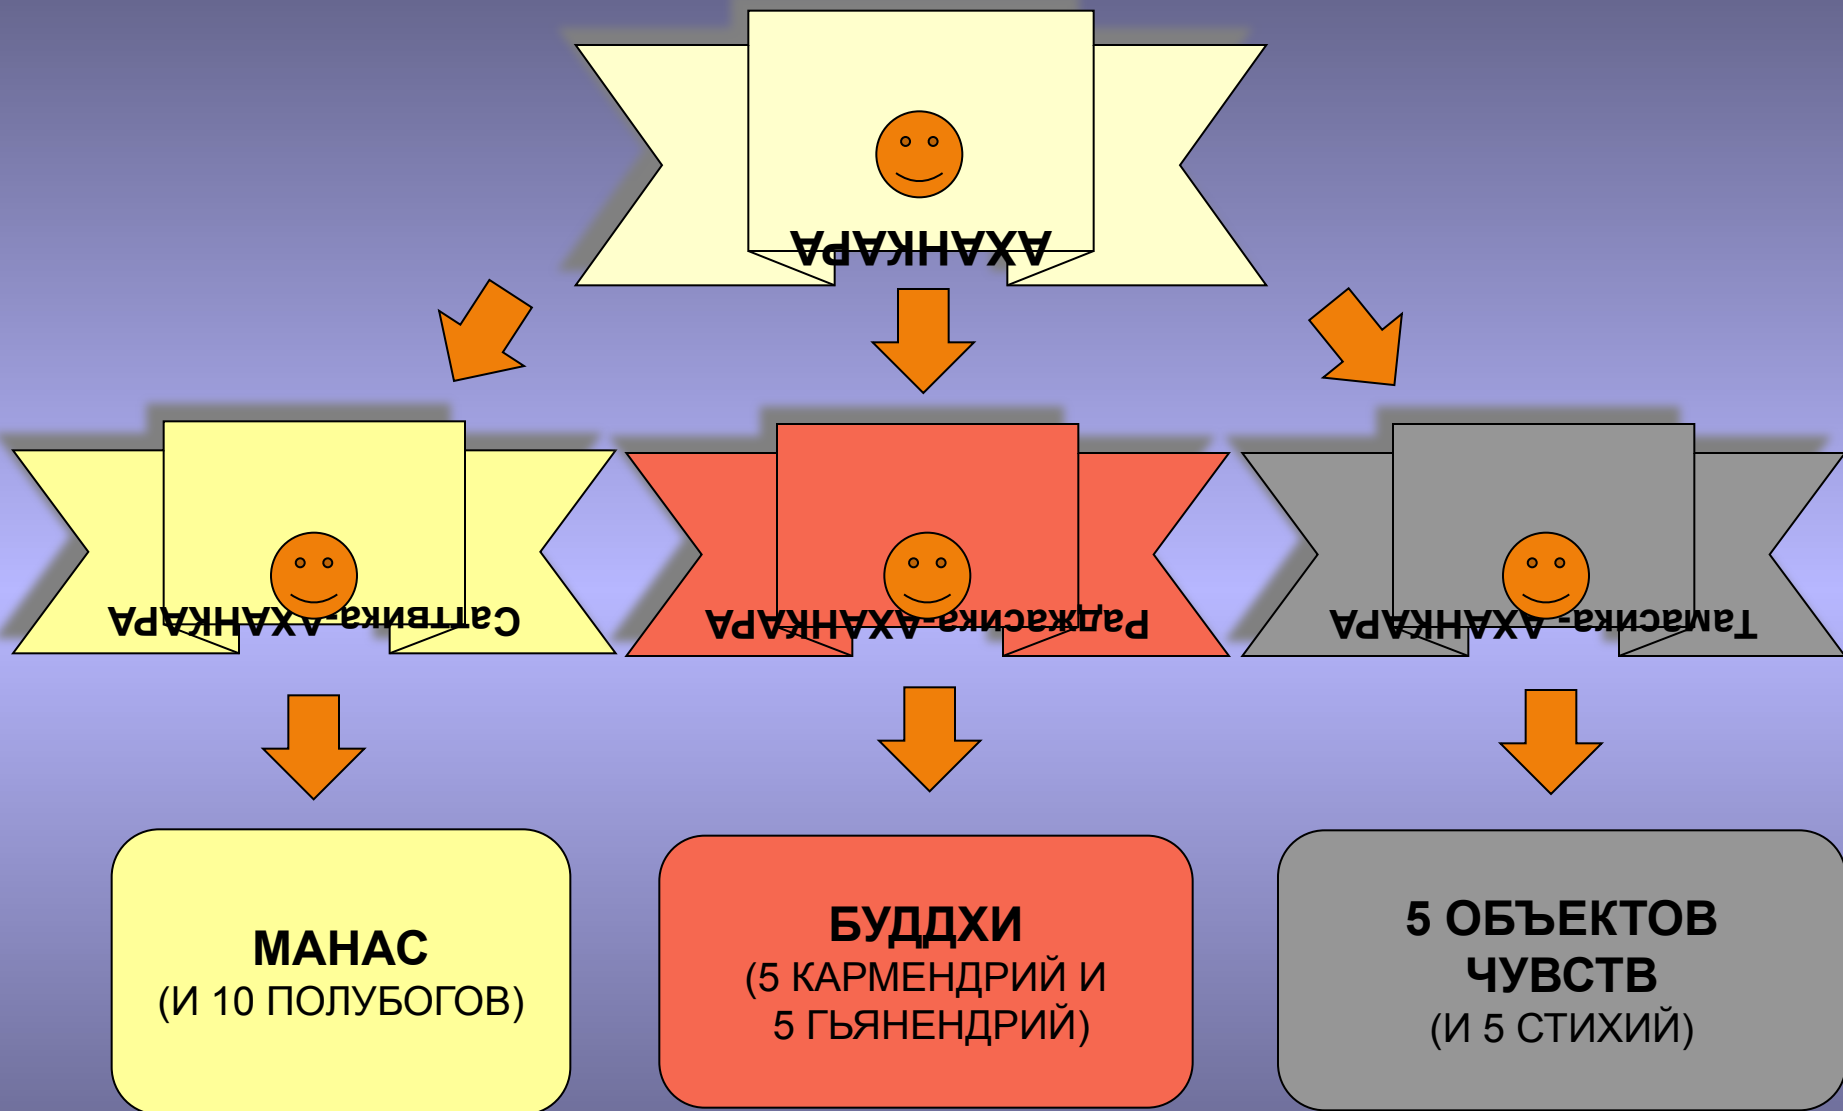 АХАНКАРА
Саттвика-АХАНКАРА
Раджасика-АХАНКАРА
Тамасика- АХАНКАРА
МАНАС
(И 10 ПОЛУБОГОВ)
БУДДХИ
(5 КАРМЕНДРИЙ И
5 ГЬЯНЕНДРИЙ)
5 ОБЪЕКТОВ
ЧУВСТВ
(И 5 СТИХИЙ)